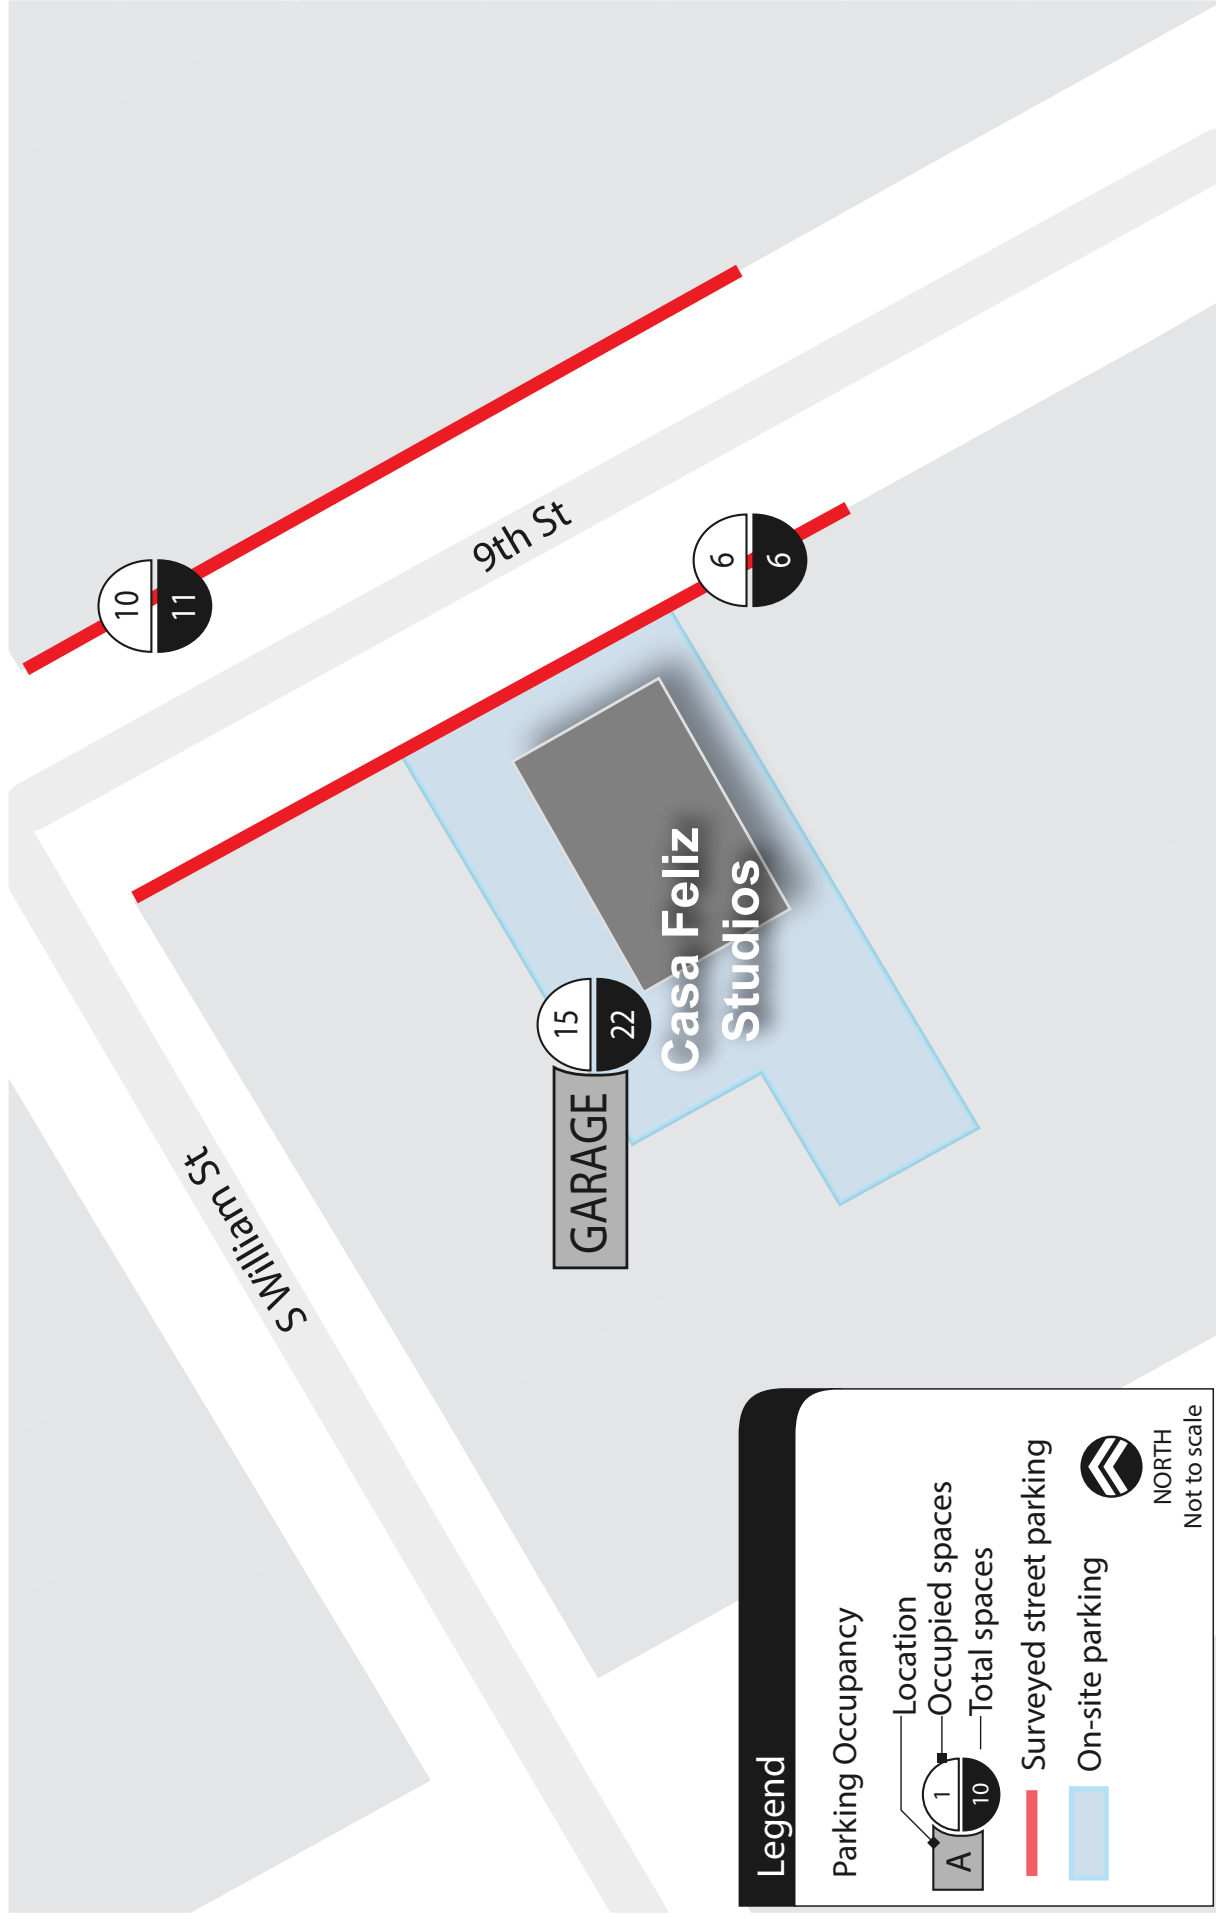 S William St
9th St
10
11
6
6
GARAGE
15
22
Casa Feliz
Studios
Legend
Parking Occupancy
A
1
10
Location
Occupied spaces
Total spaces
Surveyed street parking
On-site parking
NORTH
Not to scale